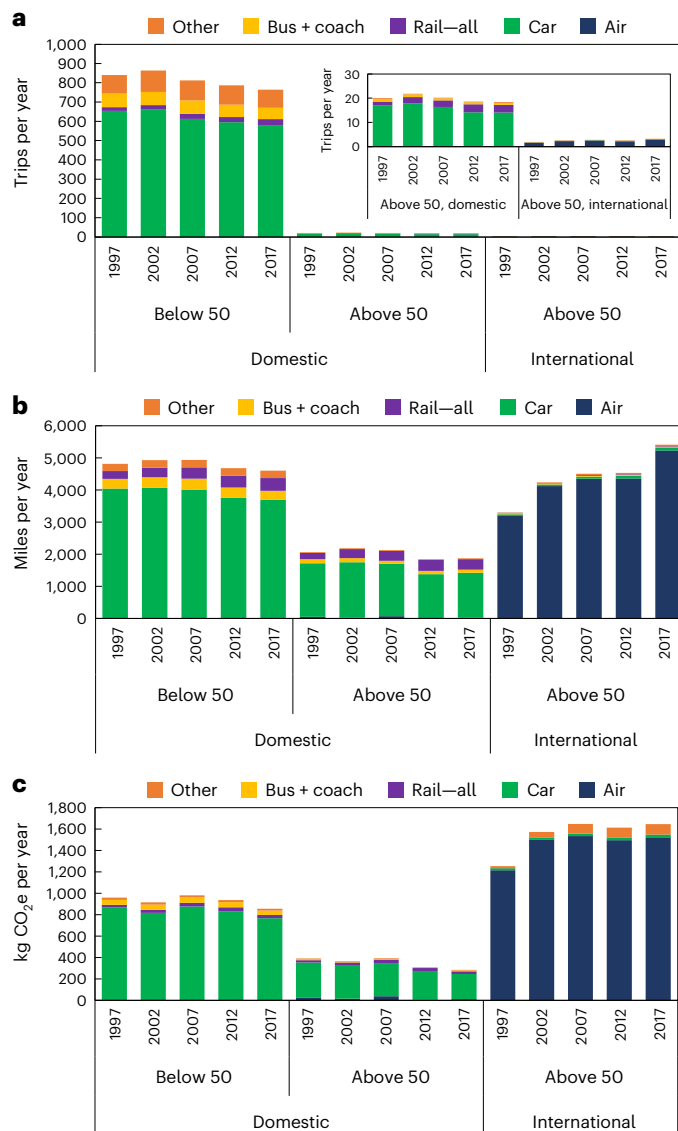 a
Other Bus + coach Rail—all Car Air
Trips per year
1,000
900
800
700
600
500
400
300
200
100
0
Trips per year
30
20
10
0
1997 2002 2007 2012 2017 1997 2002 2007 2012 2017
Above 50, domestic Above 50, international
1997 2002 2007 2012 2017 1997 2002 2007 2012 2017 1997 2002 2007 2012 2017
Below 50 Above 50 Above 50
Domestic International
b
Other Bus + coach Rail—all Car Air
Miles per year
6,000
5,000
4,000
3,000
2,000
1,000
0
1997 2002 2007 2012 2017 1997 2002 2007 2012 2017 1997 2002 2007 2012 2017
Below 50 Above 50 Above 50
Domestic International
c
Other Bus + coach Rail—all Car Air
kg CO₂e per year
1,800
1,600
1,400
1,200
1,000
800
600
400
200
0
1997 2002 2007 2012 2017 1997 2002 2007 2012 2017 1997 2002 2007 2012 2017
Below 50 Above 50 Above 50
Domestic International